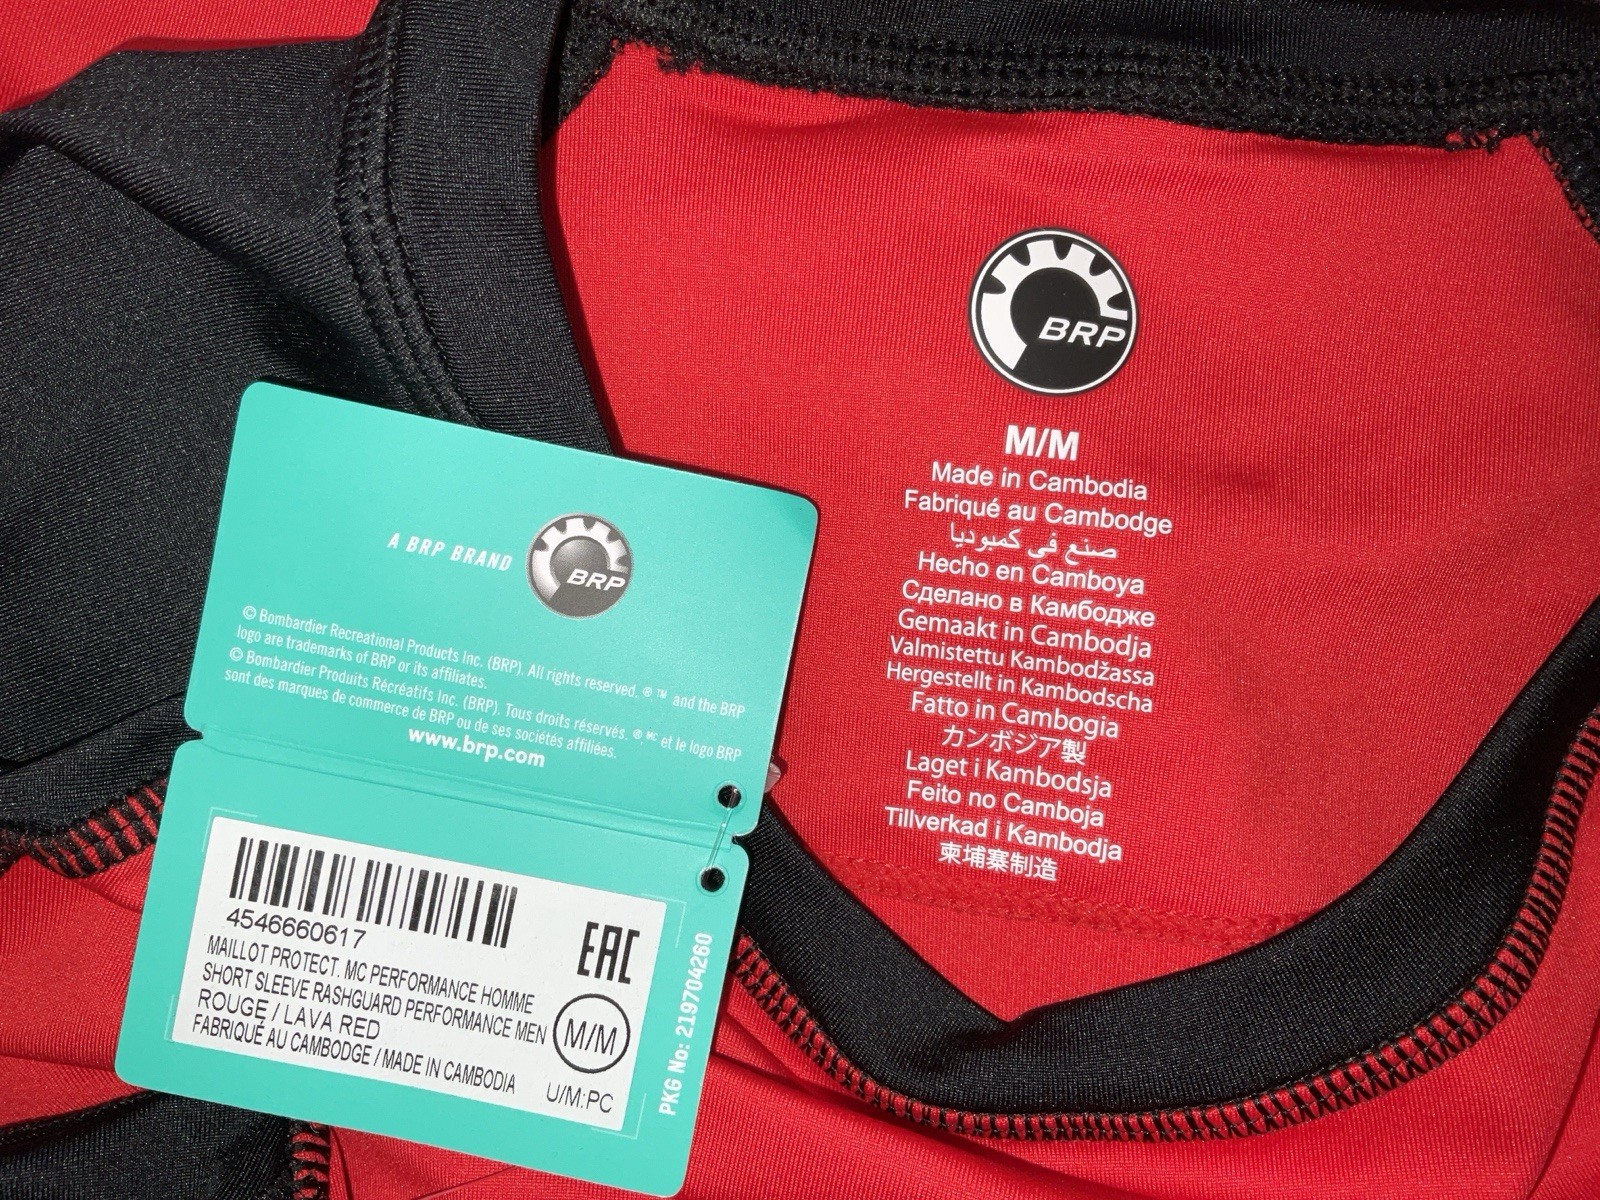 BRP
M/M
Made in Cambodia
Fabriqué au Cambodge
صنع في كمبوديا
Hecho en Camboya
Сделано в Камбодже
Gemaakt in Cambodja
Valmistettu Kambodžassa
Hergestellt in Kambodscha
Fatto in Cambogia
カンボジア製
Laget i Kambodsja
Feito no Camboja
Tillverkad i Kambodja
柬埔寨制造
A BRP BRAND
BRP
© Bombardier Recreational Products Inc. (BRP). All rights reserved. ® ™ and the BRP
logo are trademarks of BRP or its affiliates.
© Bombardier Produits Récréatifs Inc. (BRP). Tous droits réservés. ®, MC et le logo BRP
sont des marques de commerce de BRP ou de ses sociétés affiliées.
www.brp.com
4546660617
EAC
MAILLOT PROTECT. MC PERFORMANCE HOMME
SHORT SLEEVE RASHGUARD PERFORMANCE MEN
ROUGE / LAVA RED
FABRIQUÉ AU CAMBODGE / MADE IN CAMBODIA
M/M
U/M:PC
PKG No: 219704260